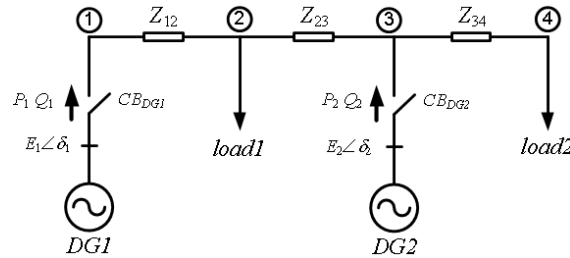 1 Z12 2 Z23 3 Z34 4
P1 Q1 CBDG1 P2 Q2 CBDG2
E1∠δ1 load1 E2∠δ2 load2
DG1 DG2